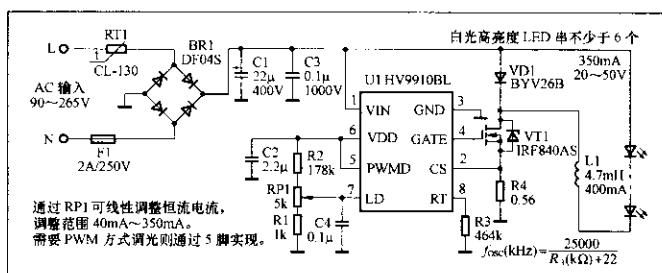 白光高亮度 LED 串不少于 6 个
L
RT1
CL-130
BR1
DF04S
C1
22μ
400V
C3
0.1μ
1000V
350mA
20~50V
VD1
BYV26B
U1 HV9910BL
AC 输入
90~265V
1
VIN
GND
3
N
F1
2A/250V
6
VDD
GATE
4
VT1
IRF840AS
C2
2.2μ
R2
178k
5
PWMD
CS
2
L1
4.7mH
400mA
RP1
5k
7
LD
RT
8
R4
0.56
R1
1k
C4
0.1μ
R3
464k
通过 RP1 可线性调整恒流电流,
调整范围 40mA~350mA。
需要 PWM 方式调光则通过 5 脚实现。
fosc(kHz)= 25000
R3(kΩ)+22